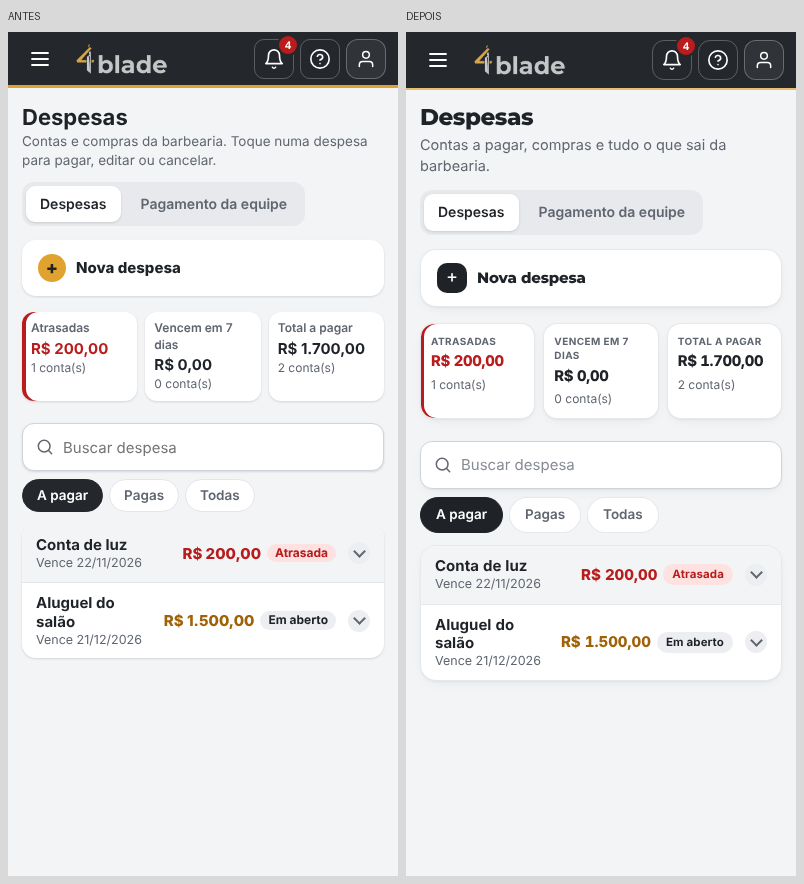 ANTES
4blade
4
Despesas
Contas e compras da barbearia. Toque numa despesa
para pagar, editar ou cancelar.
Despesas
Pagamento da equipe
+ Nova despesa
Atrasadas
R$ 200,00
1 conta(s)
Vencem em 7
dias
R$ 0,00
0 conta(s)
Total a pagar
R$ 1.700,00
2 conta(s)
Buscar despesa
A pagar
Pagas
Todas
Conta de luz
Vence 22/11/2026
R$ 200,00
Atrasada
Aluguel do
salão
Vence 21/12/2026
R$ 1.500,00
Em aberto
DEPOIS
4blade
4
Despesas
Contas a pagar, compras e tudo o que sai da
barbearia.
Despesas
Pagamento da equipe
+ Nova despesa
ATRASADAS
R$ 200,00
1 conta(s)
VENCEM EM 7
DIAS
R$ 0,00
0 conta(s)
TOTAL A PAGAR
R$ 1.700,00
2 conta(s)
Buscar despesa
A pagar
Pagas
Todas
Conta de luz
Vence 22/11/2026
R$ 200,00
Atrasada
Aluguel do
salão
Vence 21/12/2026
R$ 1.500,00
Em aberto